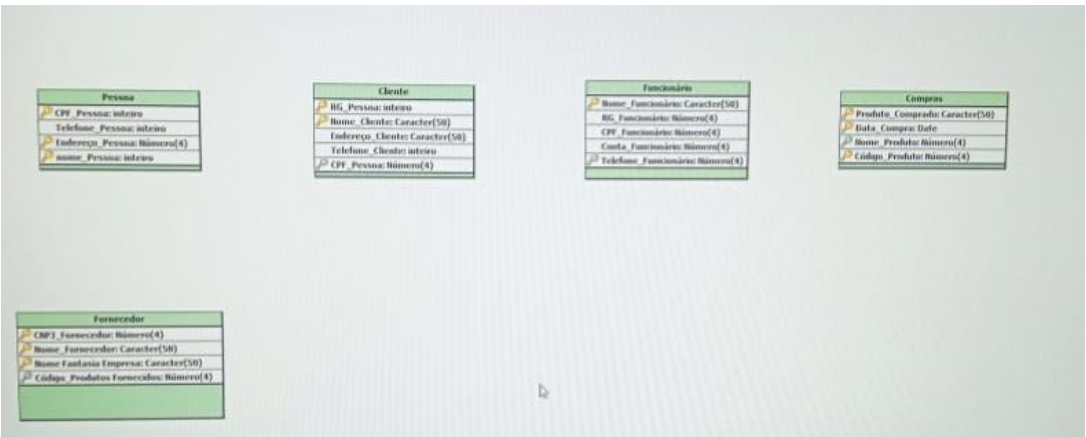 Pessoa
CPF_Pessoa: inteiro
Telefone_Pessoa: inteiro
Endereço_Pessoa: Número(4)
nome_Pessoa: inteiro
Cliente
RG_Pessoa: inteiro
Nome_Cliente: Caracter(50)
Endereço_Cliente: Caracter(50)
Telefone_Cliente: inteiro
CPF_Pessoa: Número(4)
Funcionário
Nome_Funcionário: Caracter(50)
RG_Funcionário: Número(4)
CPF_Funcionário: Número(4)
Conta_Funcionário: Número(4)
Telefone_Funcionário: Número(4)
Compras
Produto_Comprado: Caracter(50)
Data_Compra: Date
Nome_Produto: Número(4)
Código_Produto: Número(4)
Fornecedor
CNPJ_Fornecedor: Número(4)
Nome_Fornecedor: Caracter(50)
Nome Fantasia Empresa: Caracter(50)
Código_Produtos Fornecidos: Número(4)